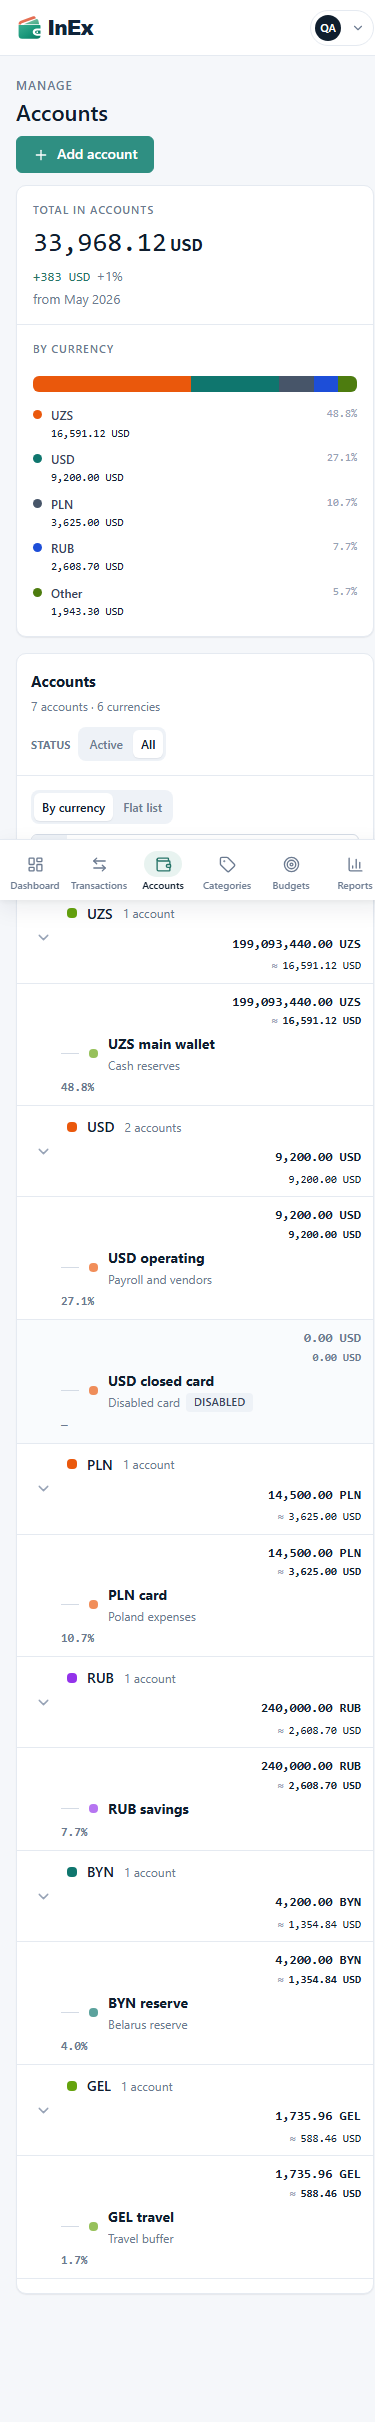 InEx
QA
MANAGE
Accounts
+ Add account
TOTAL IN ACCOUNTS
33,968.12 USD
+383 USD +1%
from May 2026
BY CURRENCY
UZS 48.8%
16,591.12 USD
USD 27.1%
9,200.00 USD
PLN 10.7%
3,625.00 USD
RUB 7.7%
2,608.70 USD
Other 5.7%
1,943.30 USD
Accounts
7 accounts · 6 currencies
STATUS Active All
By currency Flat list
Dashboard Transactions Accounts Categories Budgets Reports
UZS 1 account
199,093,440.00 UZS
≈ 16,591.12 USD
199,093,440.00 UZS
≈ 16,591.12 USD
UZS main wallet
Cash reserves
48.8%
USD 2 accounts
9,200.00 USD
9,200.00 USD
9,200.00 USD
9,200.00 USD
USD operating
Payroll and vendors
27.1%
0.00 USD
0.00 USD
USD closed card
Disabled card DISABLED
—
PLN 1 account
14,500.00 PLN
≈ 3,625.00 USD
14,500.00 PLN
≈ 3,625.00 USD
PLN card
Poland expenses
10.7%
RUB 1 account
240,000.00 RUB
≈ 2,608.70 USD
240,000.00 RUB
≈ 2,608.70 USD
RUB savings
7.7%
BYN 1 account
4,200.00 BYN
≈ 1,354.84 USD
4,200.00 BYN
≈ 1,354.84 USD
BYN reserve
Belarus reserve
4.0%
GEL 1 account
1,735.96 GEL
≈ 588.46 USD
1,735.96 GEL
≈ 588.46 USD
GEL travel
Travel buffer
1.7%